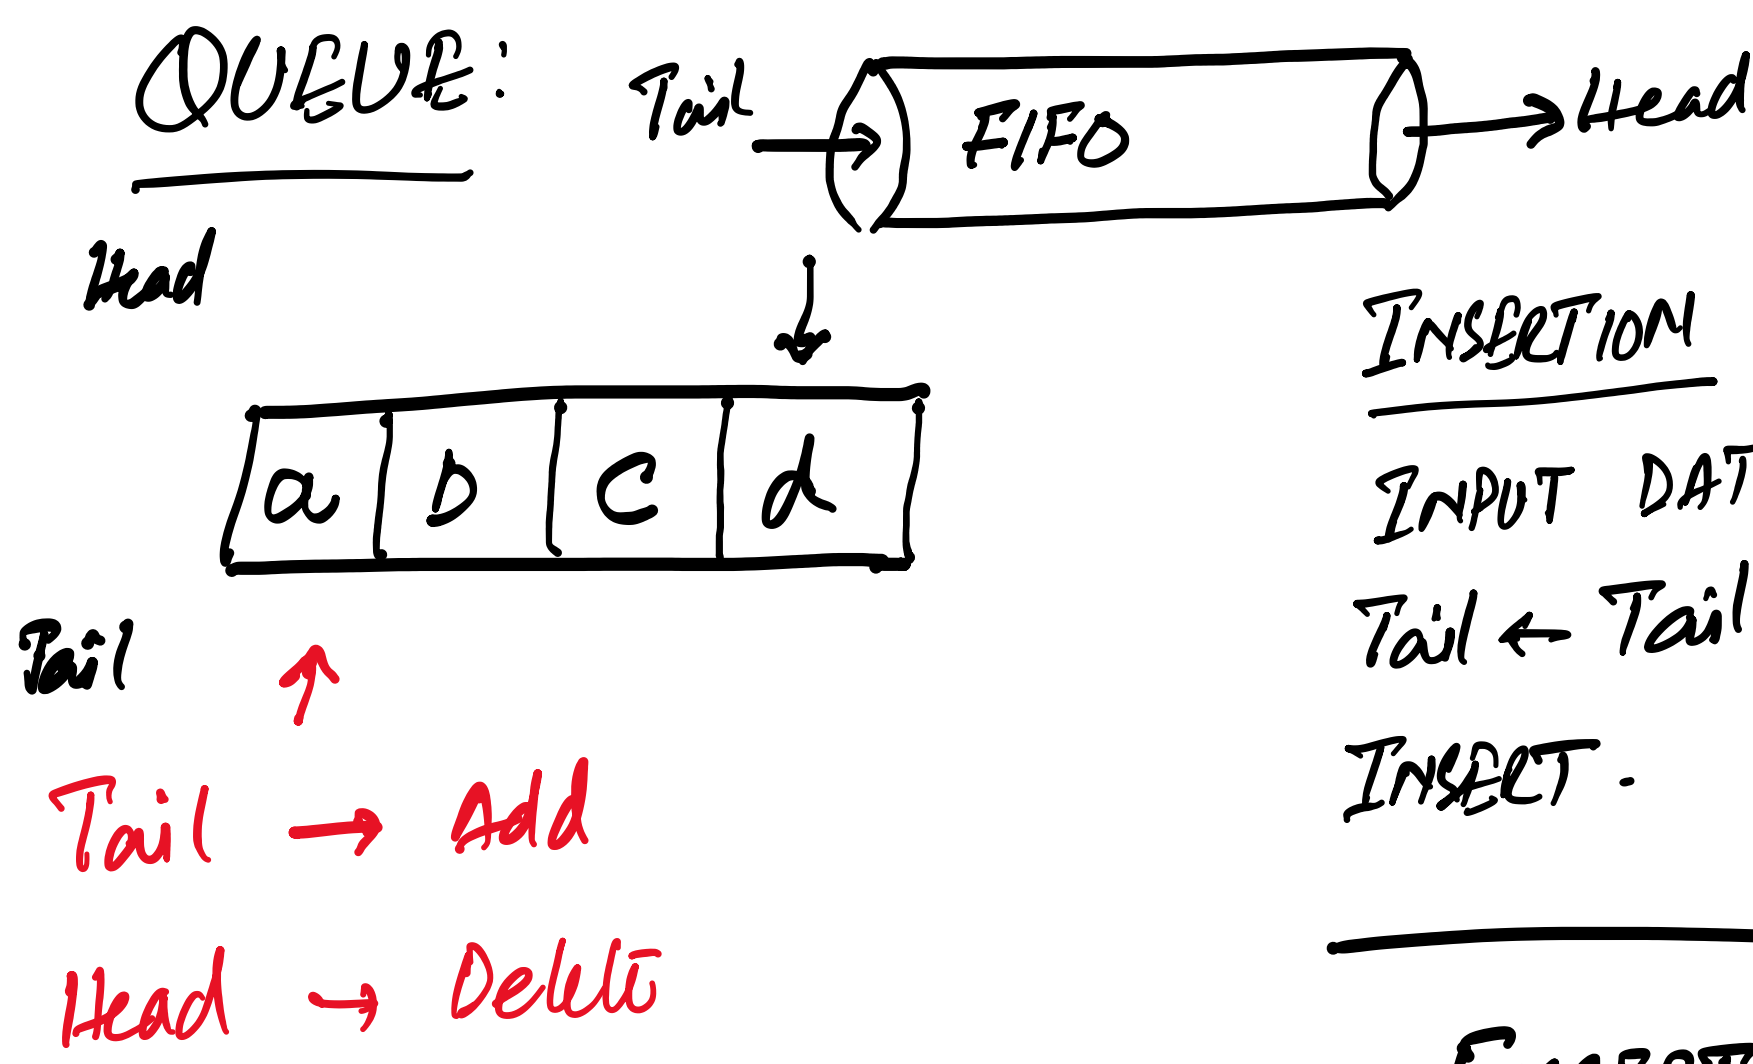 QUEUE:
Tail → FIFO → Head
Head
a b c d
Tail
Tail → Add
Head → Delete
INSERTION
INPUT DAT
Tail ← Tail
INSERT.